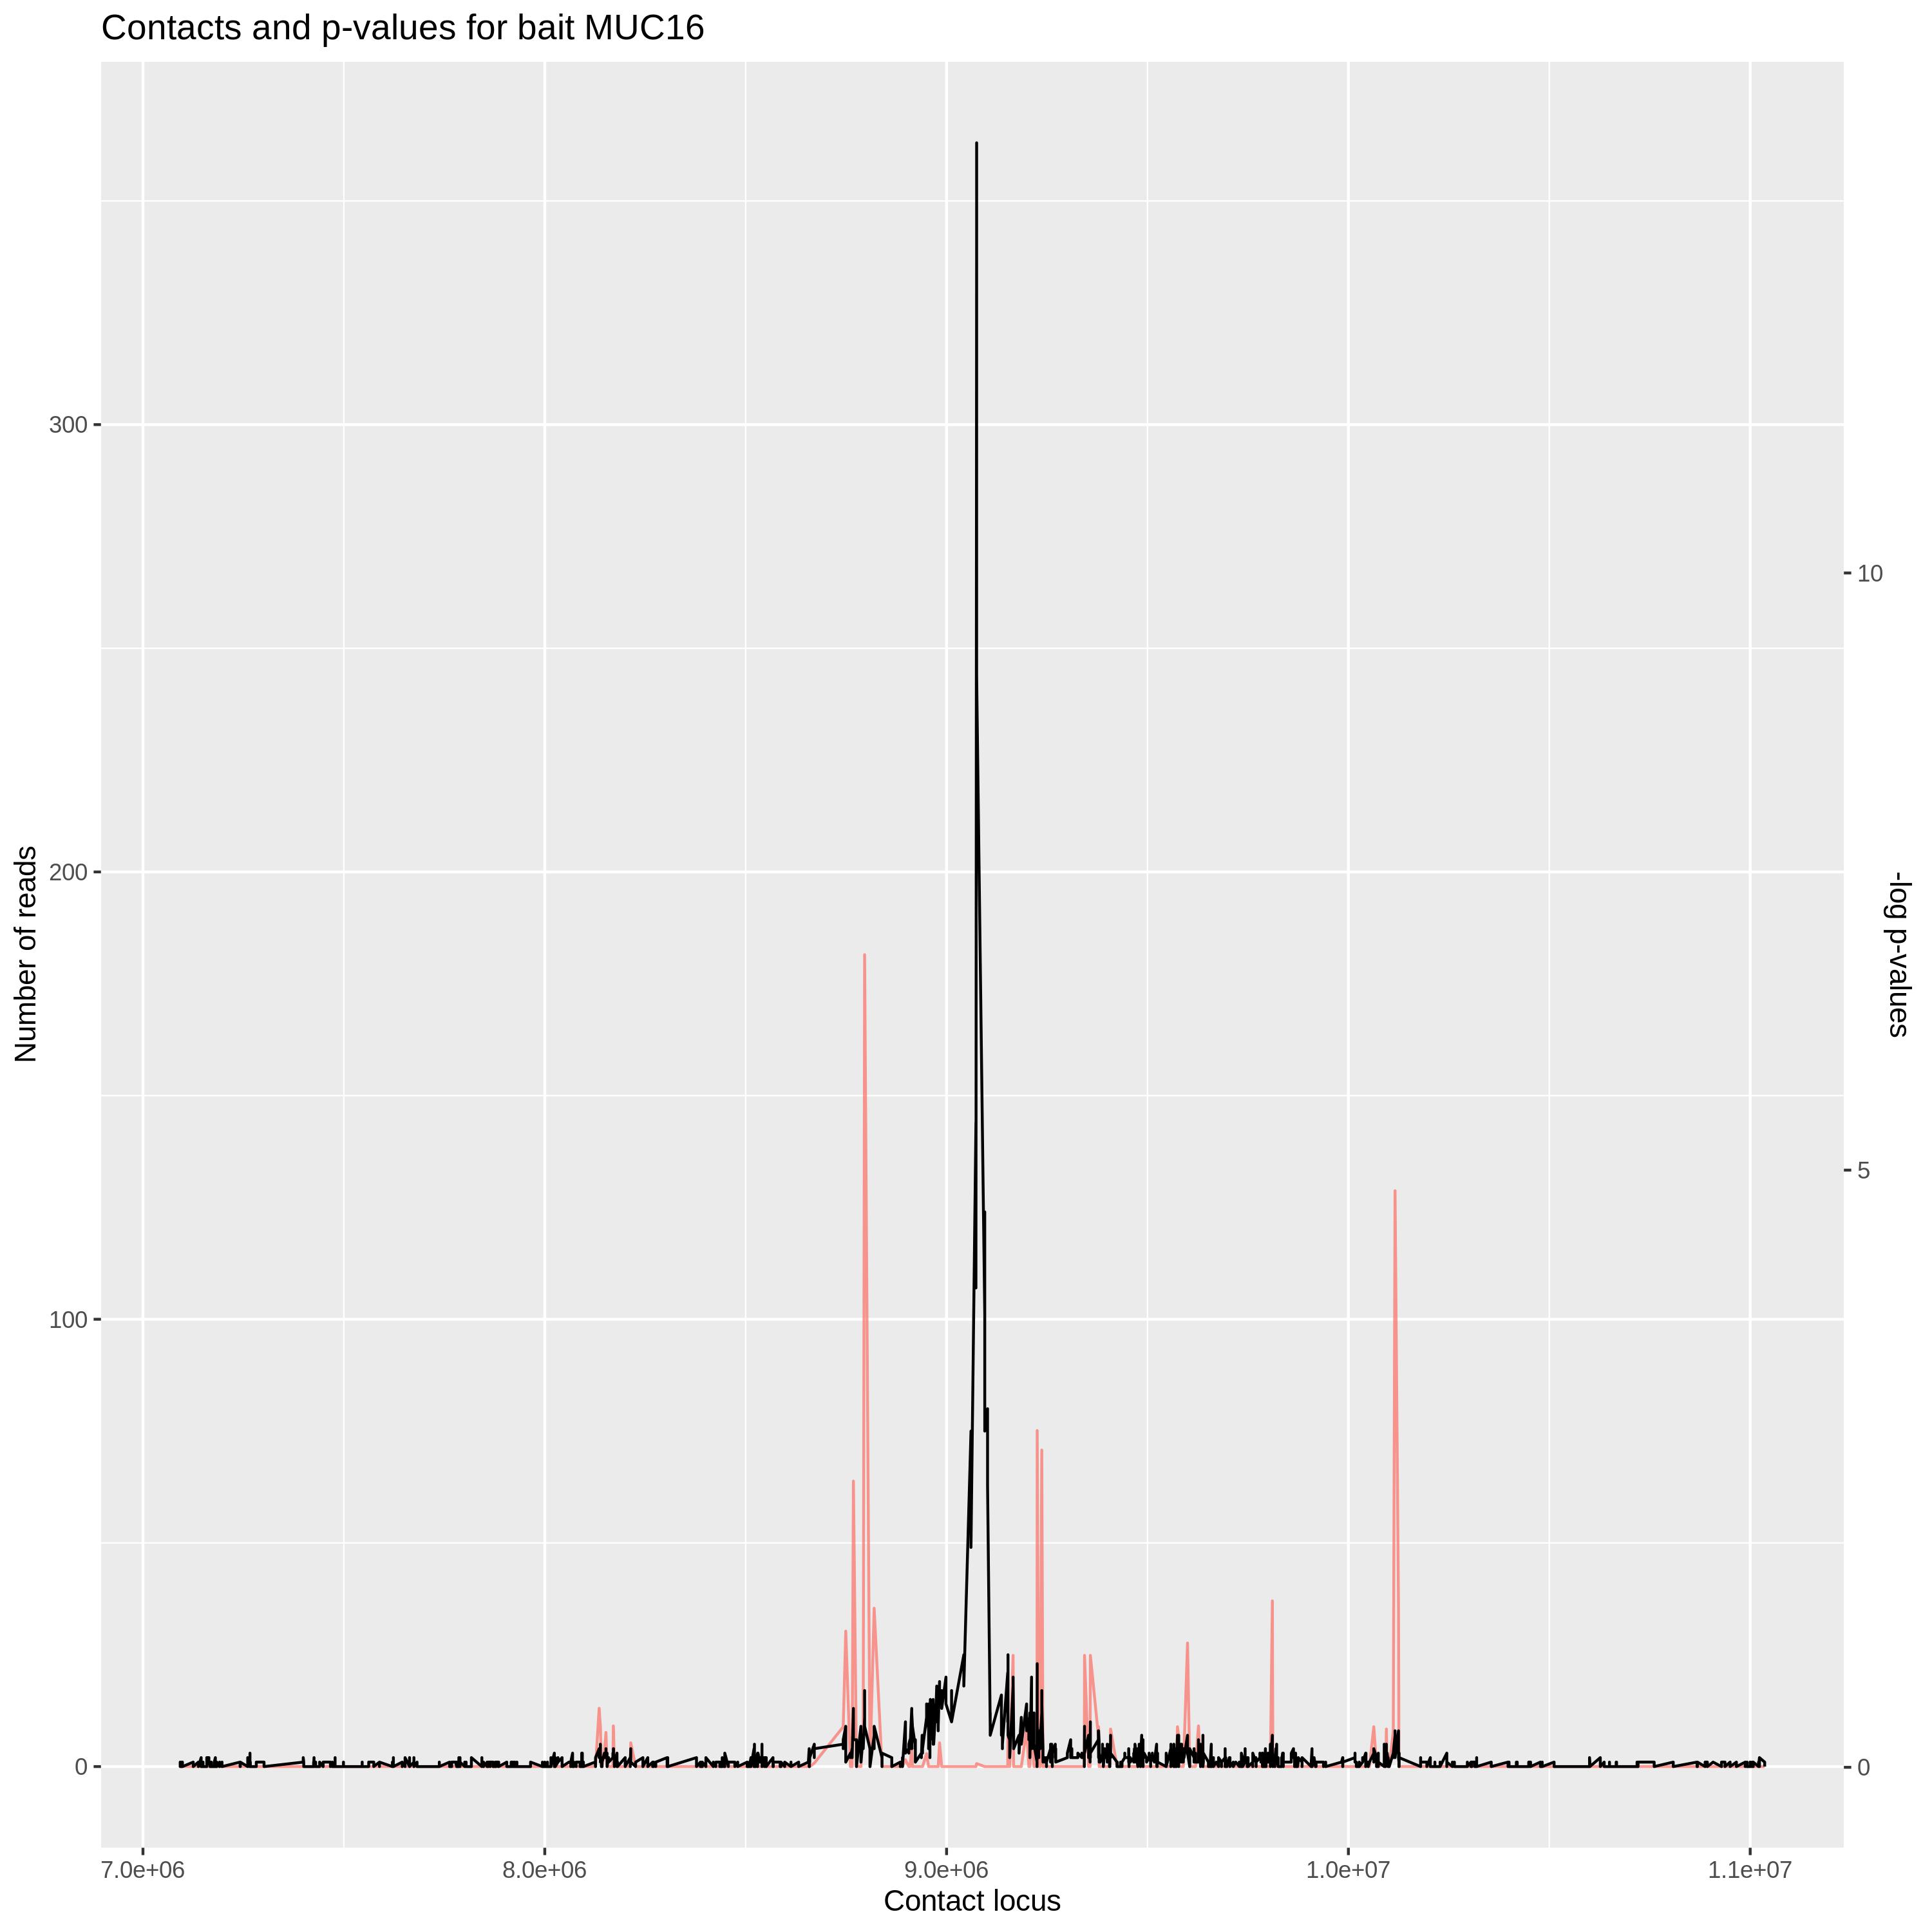 Contacts and p-values for bait MUC16
Number of reads
300
200
100
0
10
5
0
-log p-values
7.0e+06
8.0e+06
9.0e+06
1.0e+07
1.1e+07
Contact locus